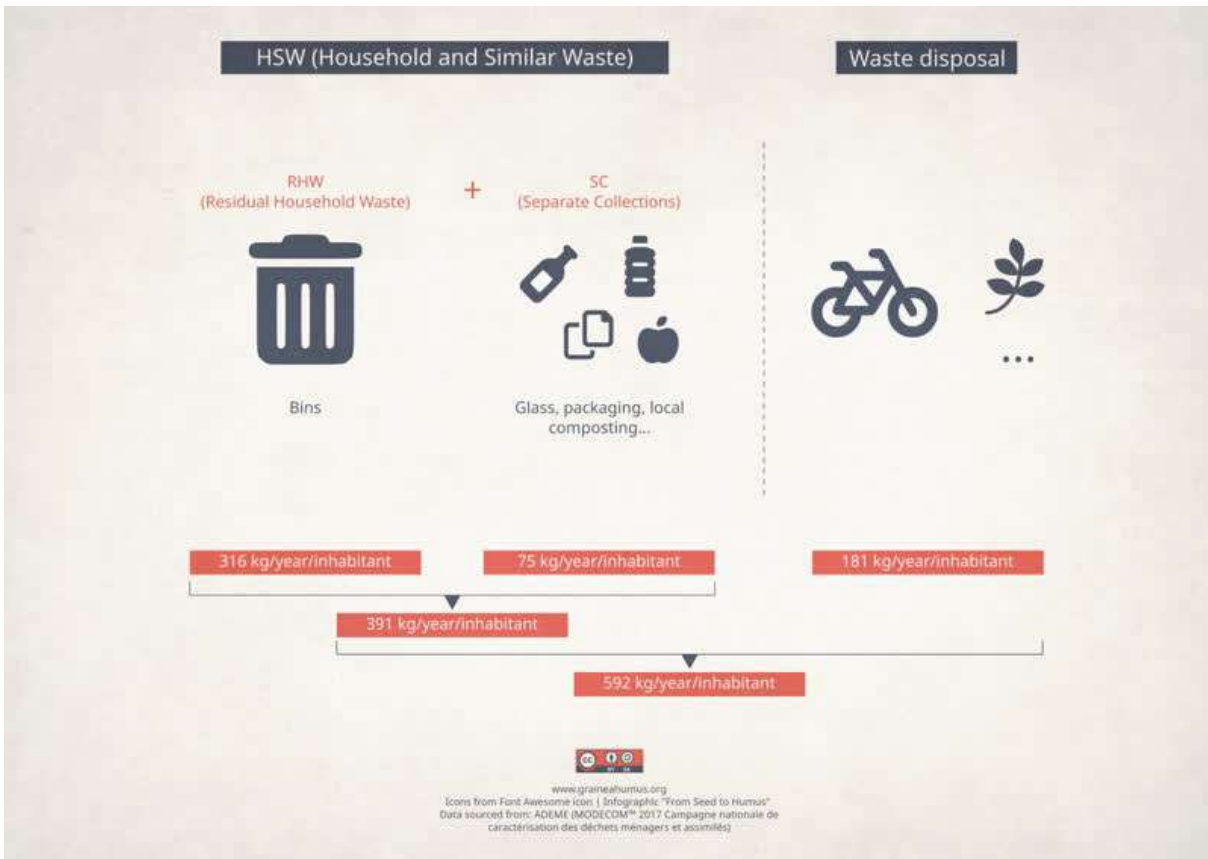 HSW (Household and Similar Waste)
Waste disposal
RHW
(Residual Household Waste)
+
SC
(Separate Collections)
Bins
Glass, packaging, local
composting...
...
316 kg/year/inhabitant
75 kg/year/inhabitant
181 kg/year/inhabitant
391 kg/year/inhabitant
592 kg/year/inhabitant
cc
BY SA
www.graineahumus.org
Icons from Font Awesome icon | Infographic "From Seed to Humus"
Data sourced from: ADEME (MODECOM™ 2017 Campagne nationale de
caractérisation des déchets ménagers et assimilés)